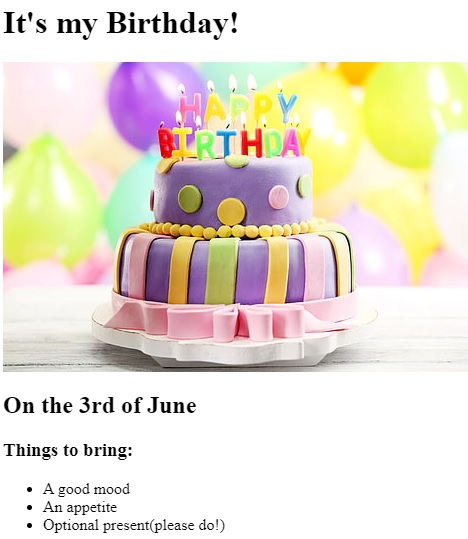 It's my Birthday!
HAPPY
BIRTHDAY
On the 3rd of June
Things to bring:
A good mood
An appetite
Optional present(please do!)